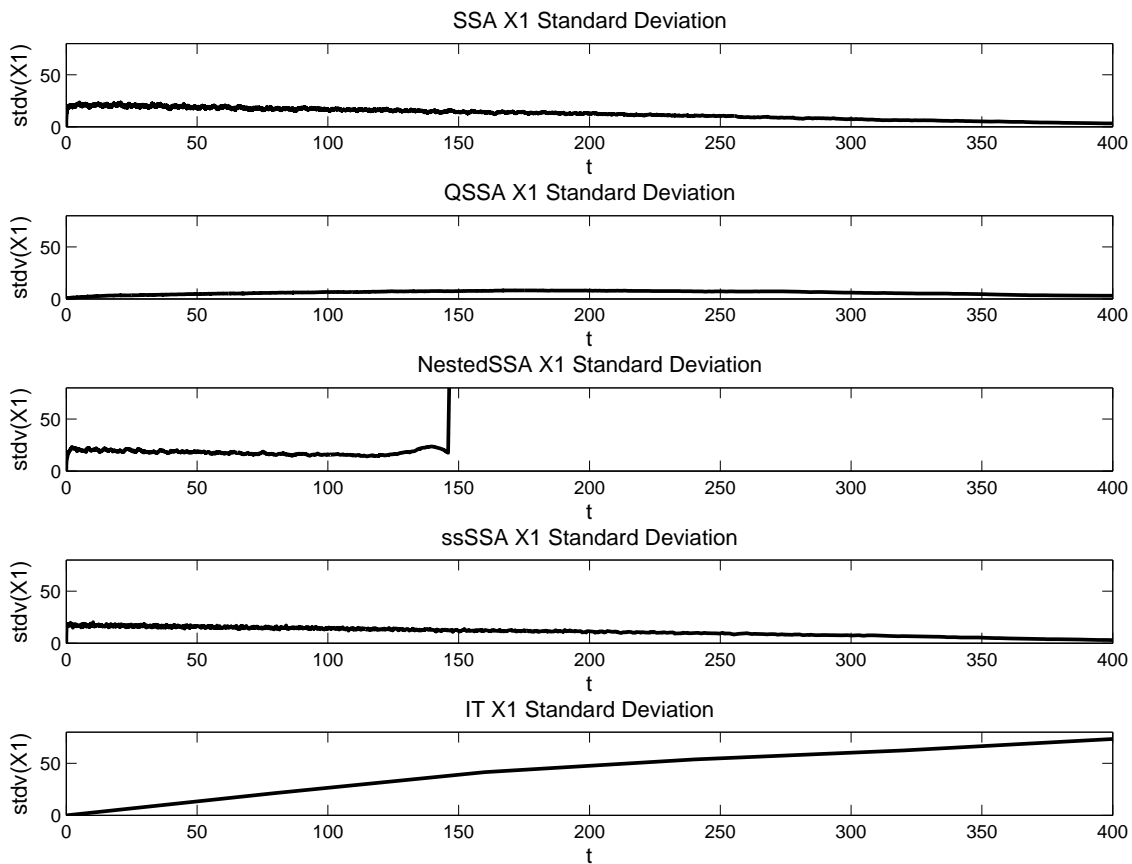 SSA X1 Standard Deviation
stdv(X1)
50
0
0 50 100 150 200 250 300 350 400
t
QSSA X1 Standard Deviation
stdv(X1)
50
0
0 50 100 150 200 250 300 350 400
t
NestedSSA X1 Standard Deviation
stdv(X1)
50
0
0 50 100 150 200 250 300 350 400
t
ssSSA X1 Standard Deviation
stdv(X1)
50
0
0 50 100 150 200 250 300 350 400
t
IT X1 Standard Deviation
stdv(X1)
50
0
0 50 100 150 200 250 300 350 400
t